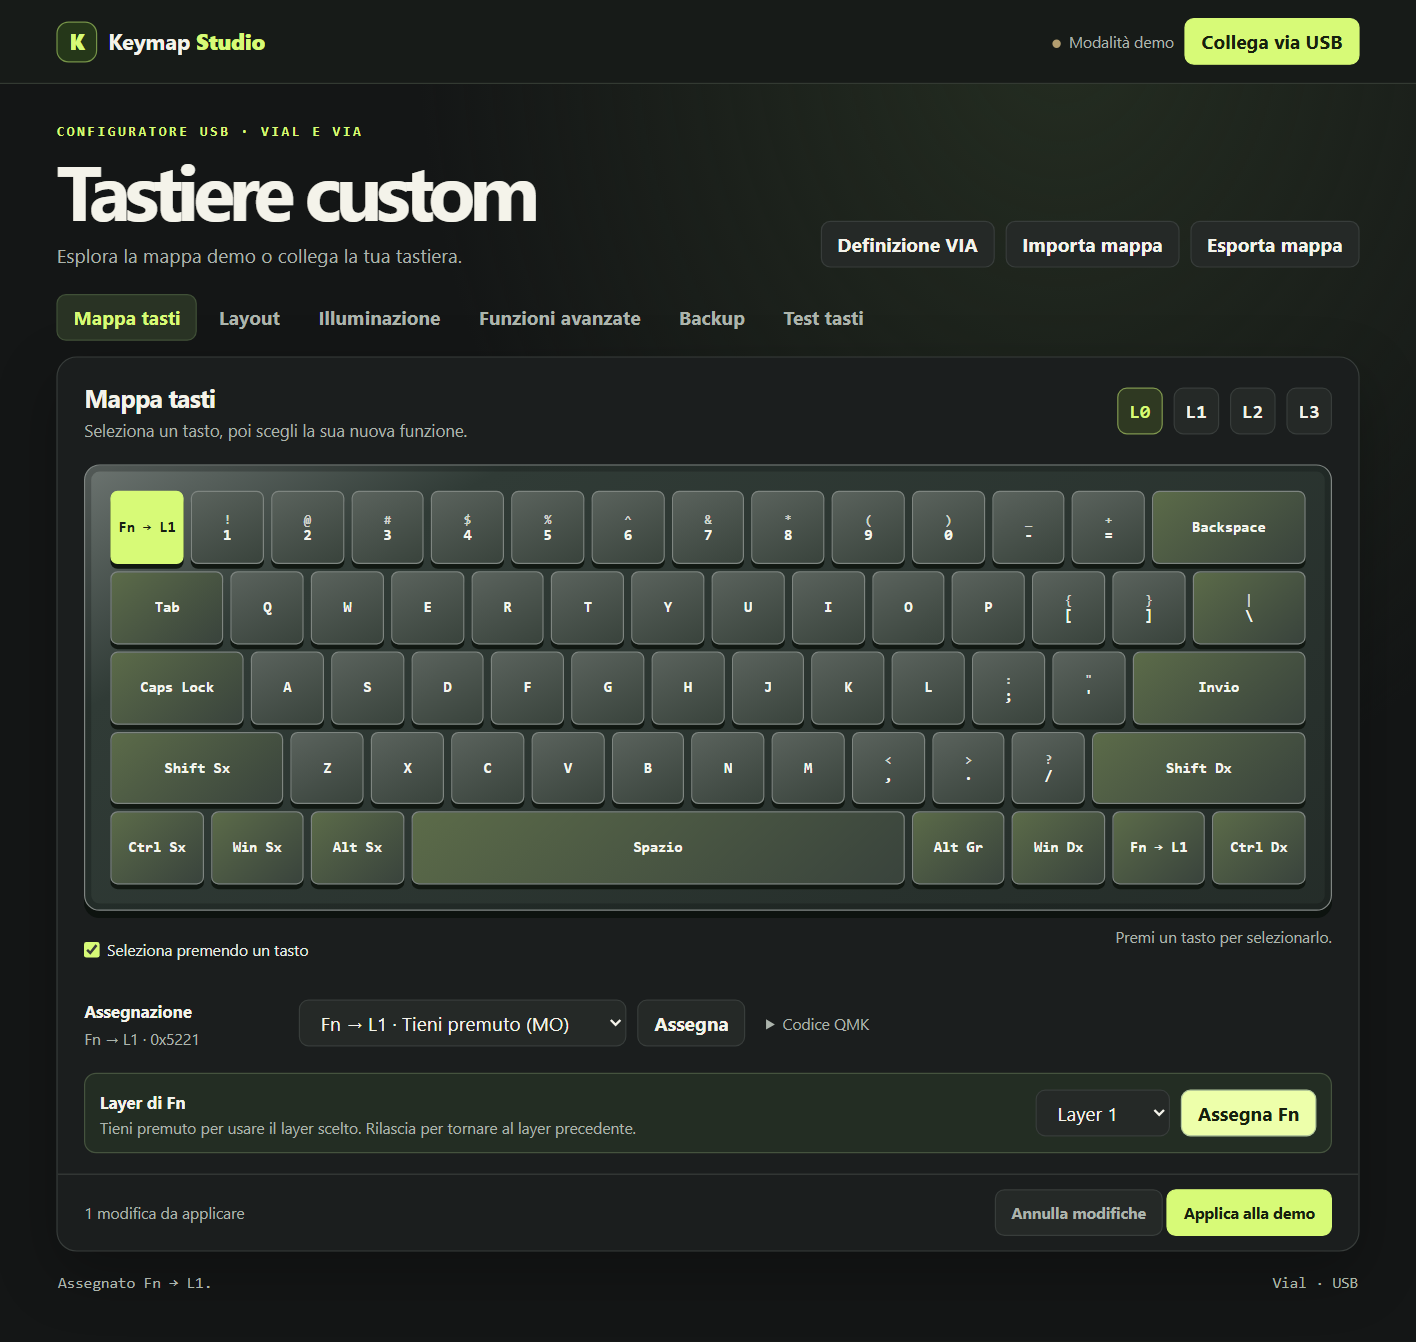 K Keymap Studio
Modalità demo
Collega via USB
CONFIGURATORE USB · VIAL E VIA
Tastiere custom
Esplora la mappa demo o collega la tua tastiera.
Definizione VIA Importa mappa Esporta mappa
Mappa tasti Layout Illuminazione Funzioni avanzate Backup Test tasti
Mappa tasti
Seleziona un tasto, poi scegli la sua nuova funzione.
L0 L1 L2 L3
! @ # $ % ^ & * ( ) _ +
Fn → L1 1 2 3 4 5 6 7 8 9 0 - = Backspace
{ } |
Tab Q W E R T Y U I O P [ ] \
: "
Caps Lock A S D F G H J K L ; ' Invio
< > ?
Shift Sx Z X C V B N M , . / Shift Dx
Ctrl Sx Win Sx Alt Sx Spazio Alt Gr Win Dx Fn → L1 Ctrl Dx
Seleziona premendo un tasto
Premi un tasto per selezionarlo.
Assegnazione
Fn → L1 · 0x5221
Fn → L1 · Tieni premuto (MO)
Assegna
▶ Codice QMK
Layer di Fn
Tieni premuto per usare il layer scelto. Rilascia per tornare al layer precedente.
Layer 1
Assegna Fn
1 modifica da applicare
Annulla modifiche
Applica alla demo
Assegnato Fn → L1.
Vial · USB